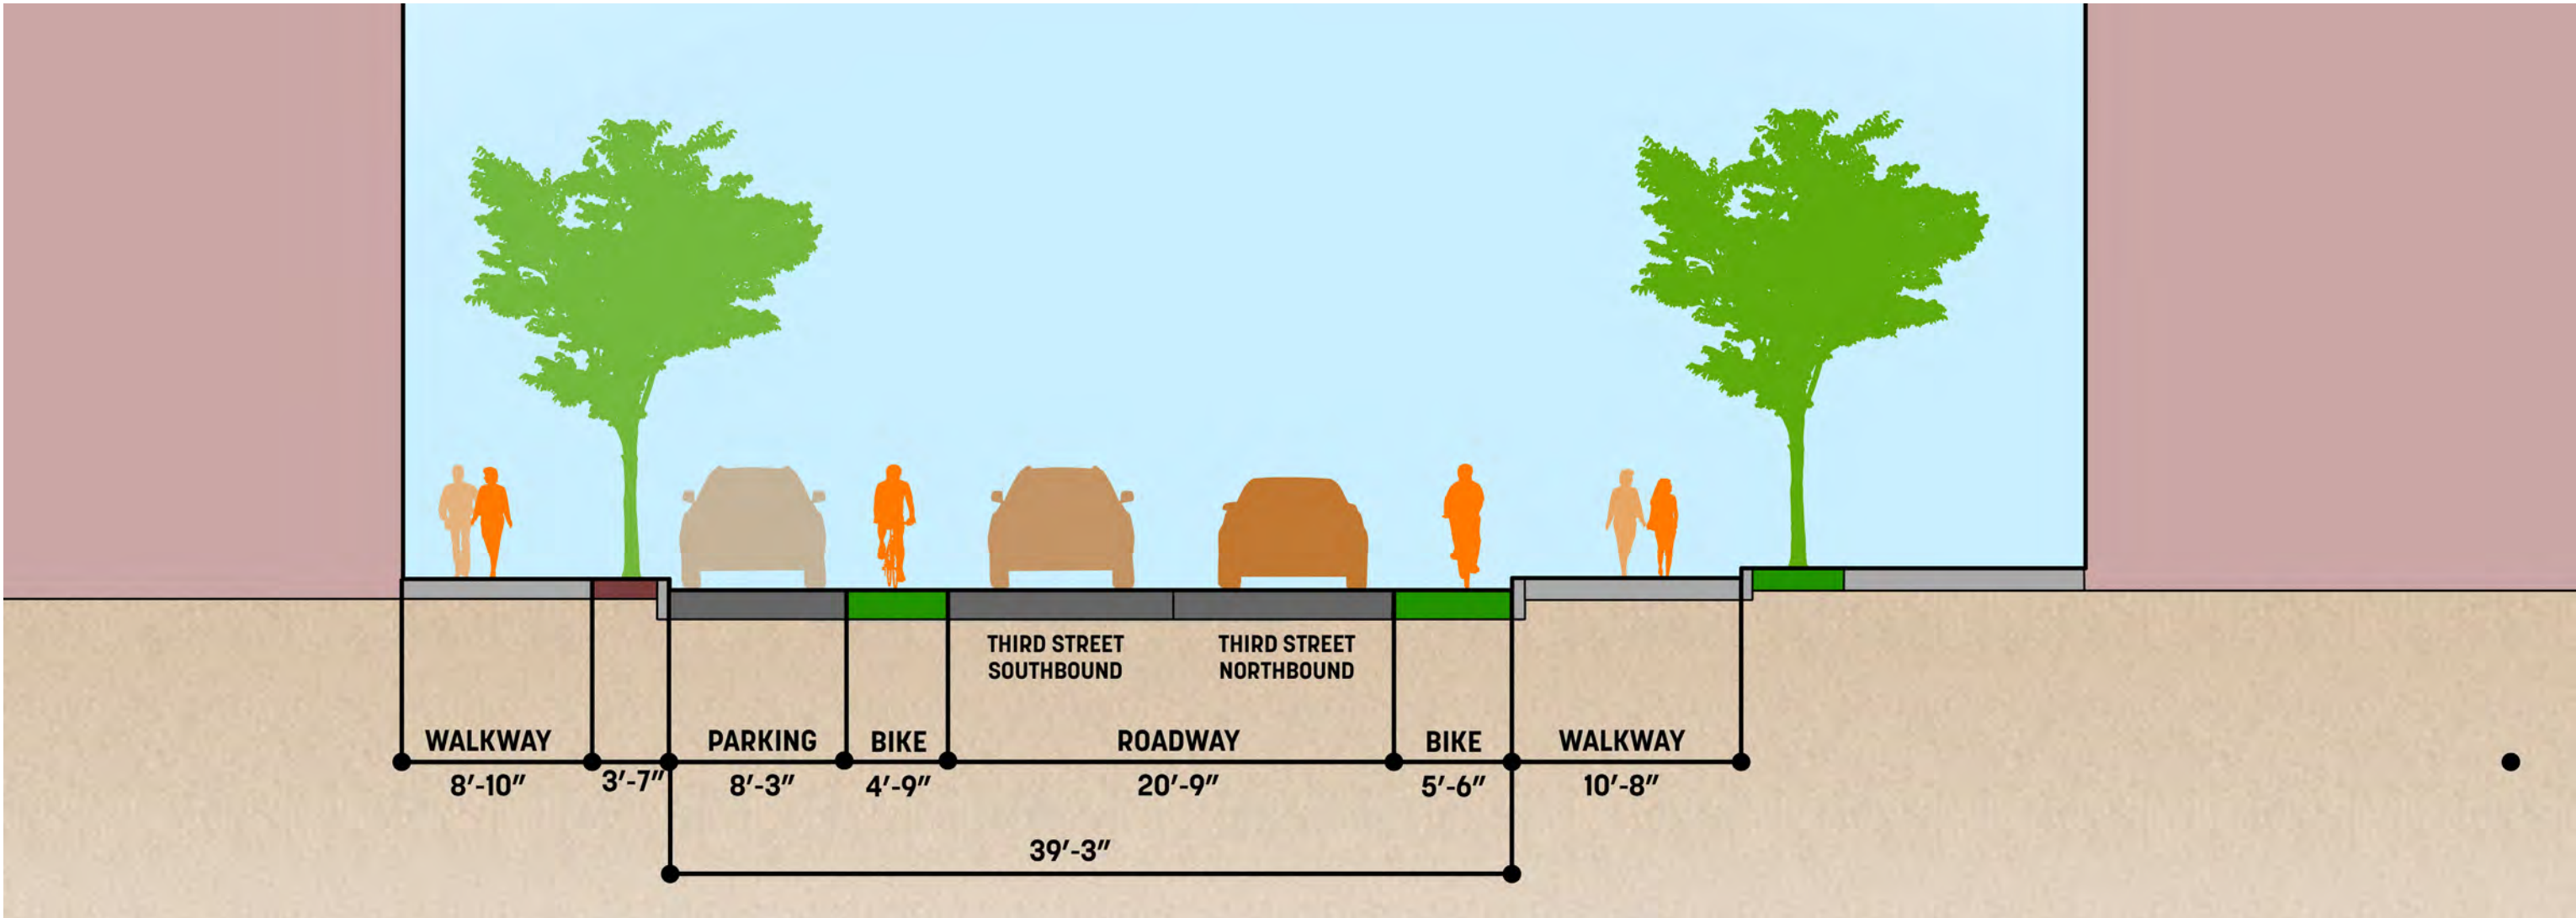 THIRD STREET
SOUTHBOUND
THIRD STREET
NORTHBOUND
WALKWAY
PARKING
BIKE
ROADWAY
BIKE
WALKWAY
8'-10"
3'-7"
8'-3"
4'-9"
20'-9"
5'-6"
10'-8"
39'-3"